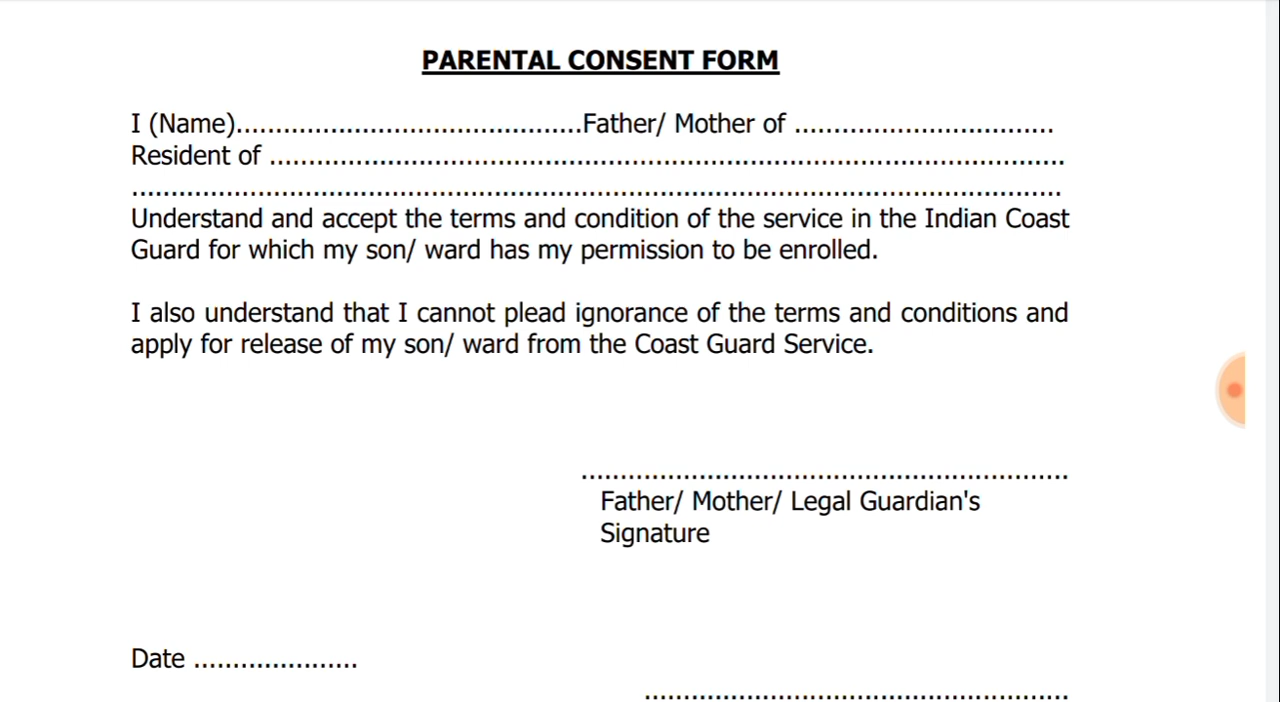 PARENTAL CONSENT FORM
I (Name)............................................Father/ Mother of .................................
Resident of .....................................................................................................
......................................................................................................................
Understand and accept the terms and condition of the service in the Indian Coast
Guard for which my son/ ward has my permission to be enrolled.
I also understand that I cannot plead ignorance of the terms and conditions and
apply for release of my son/ ward from the Coast Guard Service.
..............................................................
Father/ Mother/ Legal Guardian's
Signature
Date .....................
......................................................